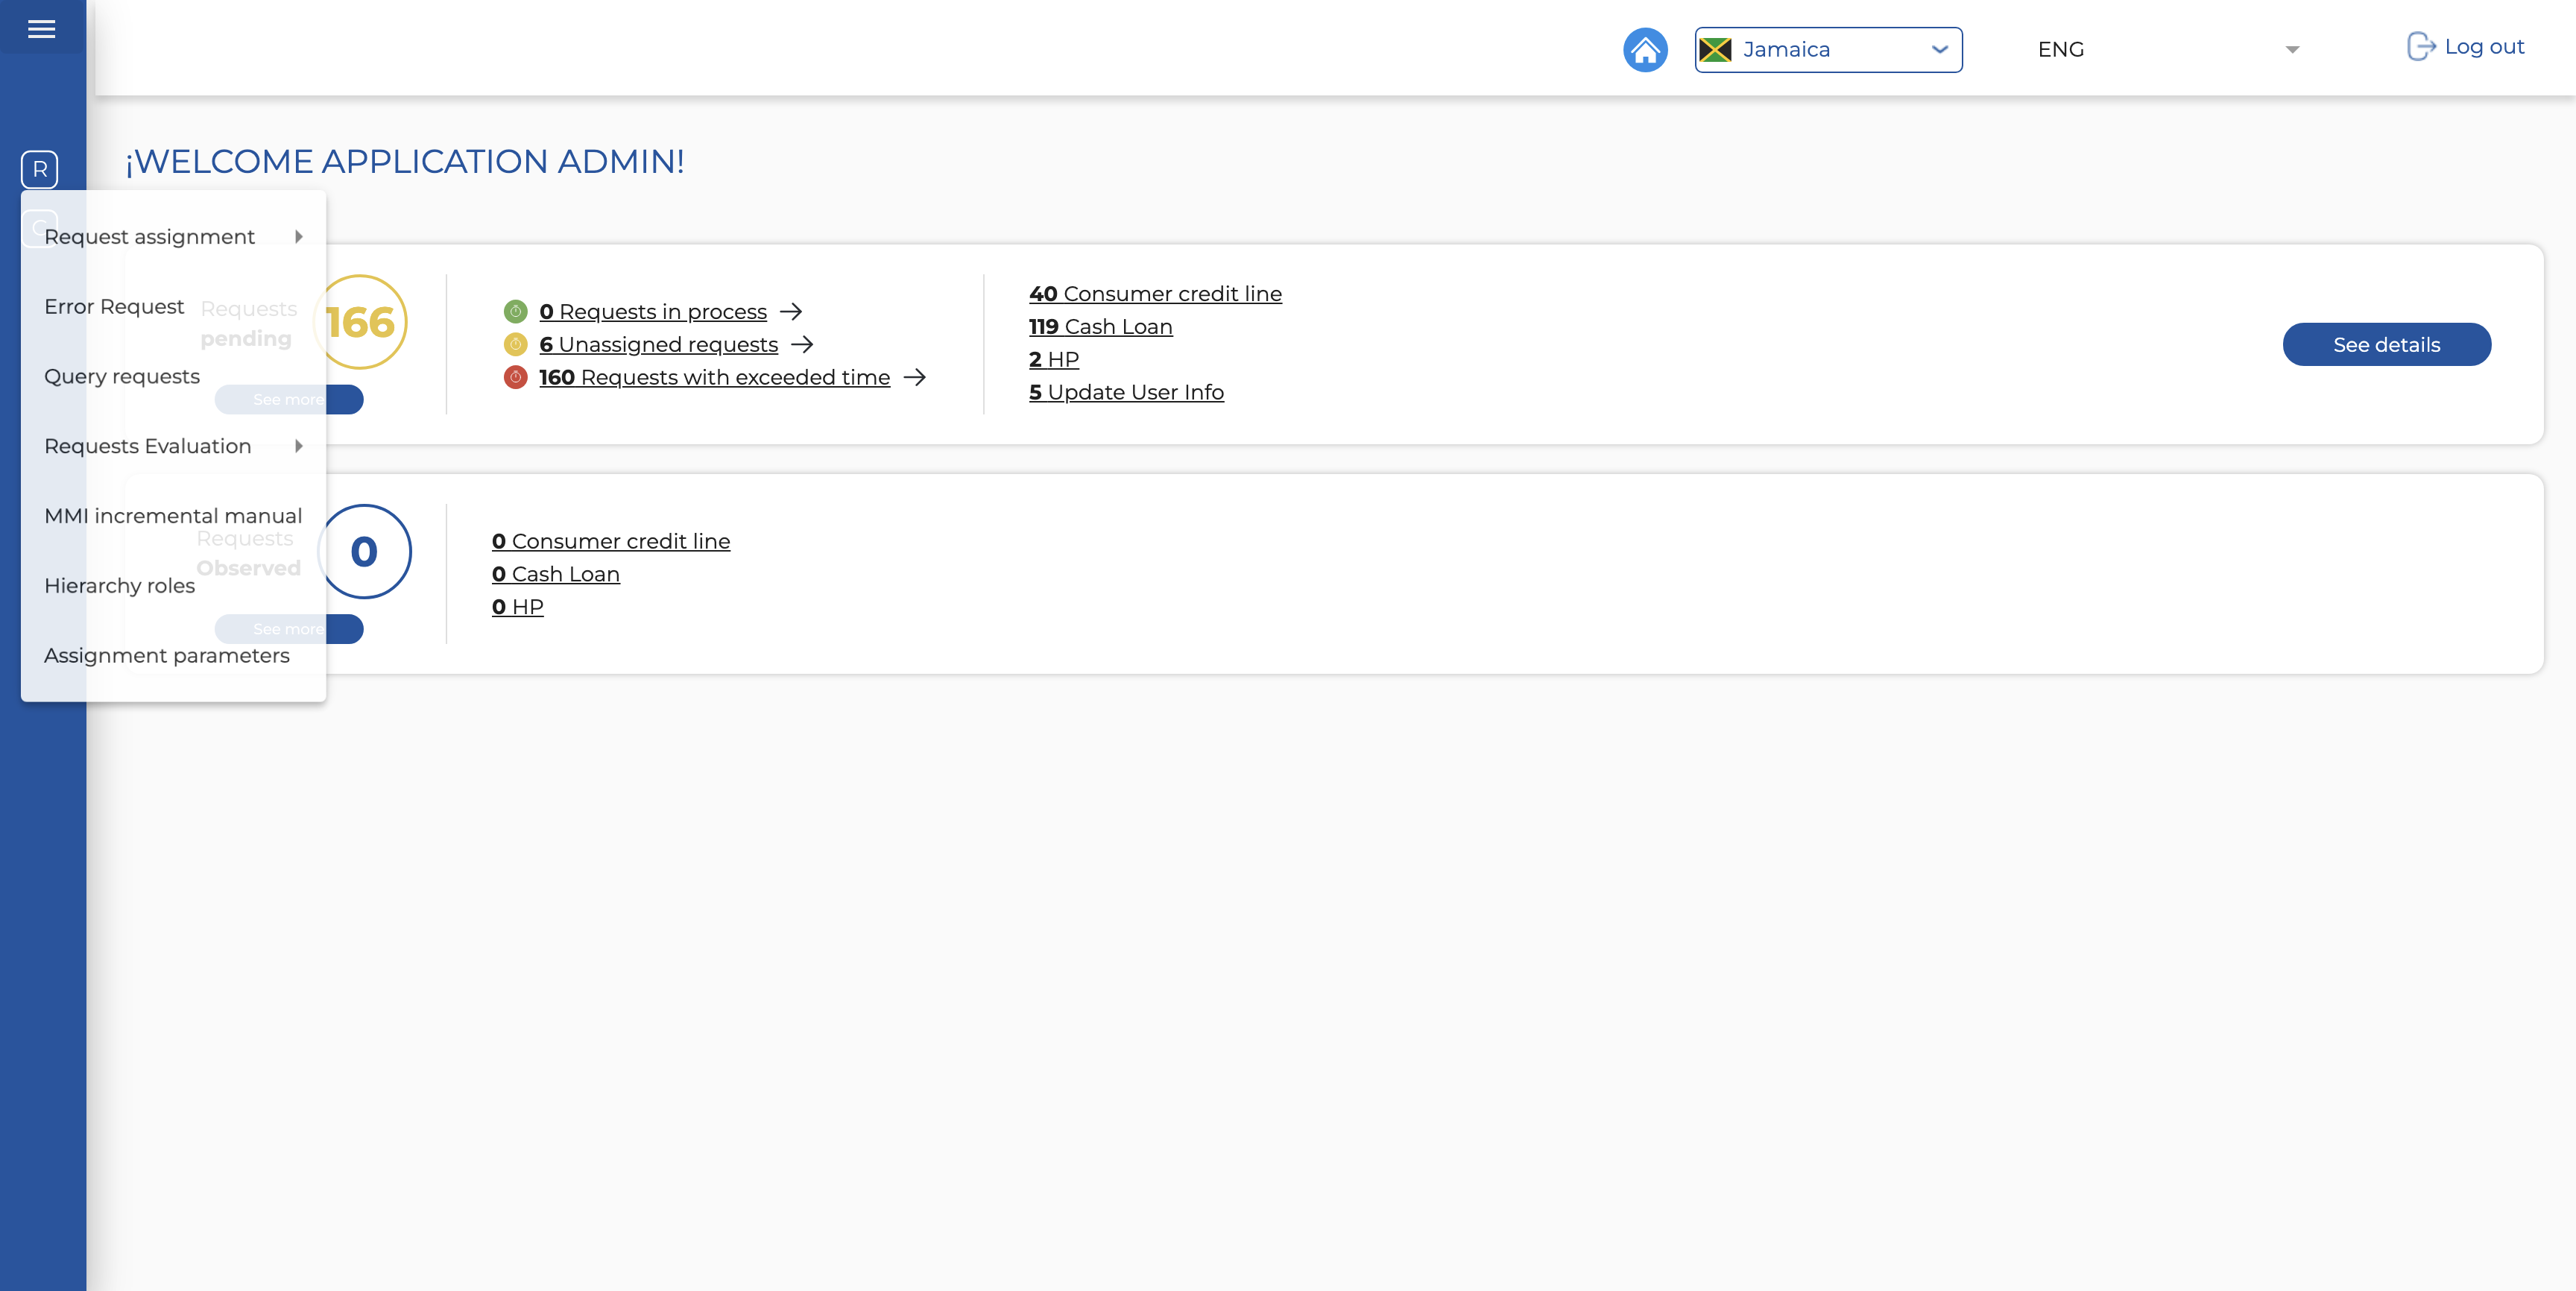 Jamaica
ENG
Log out
R
¡WELCOME APPLICATION ADMIN!
C
Request assignment
Error Request
Query requests
Requests Evaluation
MMI incremental manual
Hierarchy roles
Assignment parameters
Requests
pending
166
See more
0 Requests in process
6 Unassigned requests
160 Requests with exceeded time
40 Consumer credit line
119 Cash Loan
2 HP
5 Update User Info
See details
Requests
Observed
0
See more
0 Consumer credit line
0 Cash Loan
0 HP